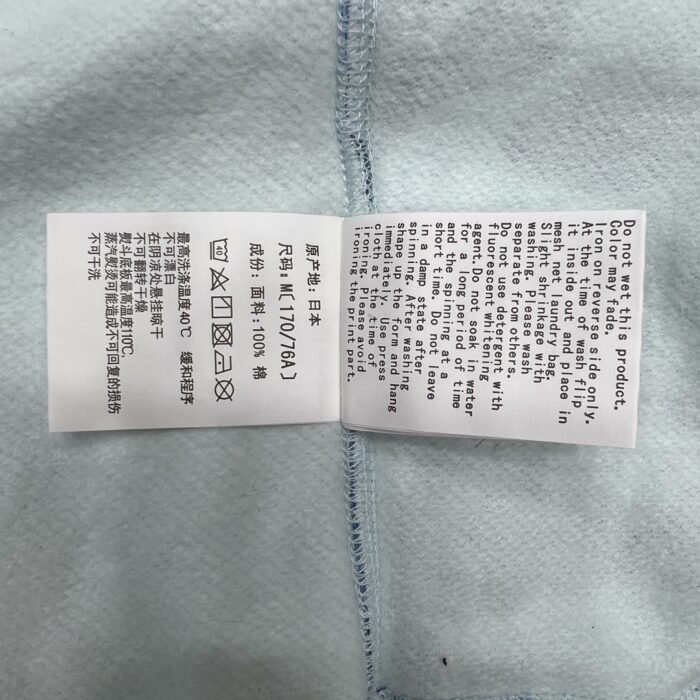 Do not wet this product.
Color may fade.
Iron on reverse side only.
At the time of wash flip
it inside out and place in
mesh net laundry bag.
Slight shrinkage with
washing. Please wash
separate from others.
Do not use detergent with
fluorescent whitening
agent. Do not soak in water
for a long period of time
and the spinning at a
short time. Do not leave
in a damp state after
spinning. After washing
shape up the form and hang
immediately. Use press
cloth at the time of
ironing. Please avoid
ironing the print part.
原产地:日本
尺码:M[170/76A]
成份: 面料:100% 棉
40
最高洗涤温度40℃ 缓和程序
不可漂白
在阴凉处悬挂晾干
不可翻转干燥
熨斗底板最高温度110℃,
蒸汽熨烫可能造成不可回复的损伤
不可干洗